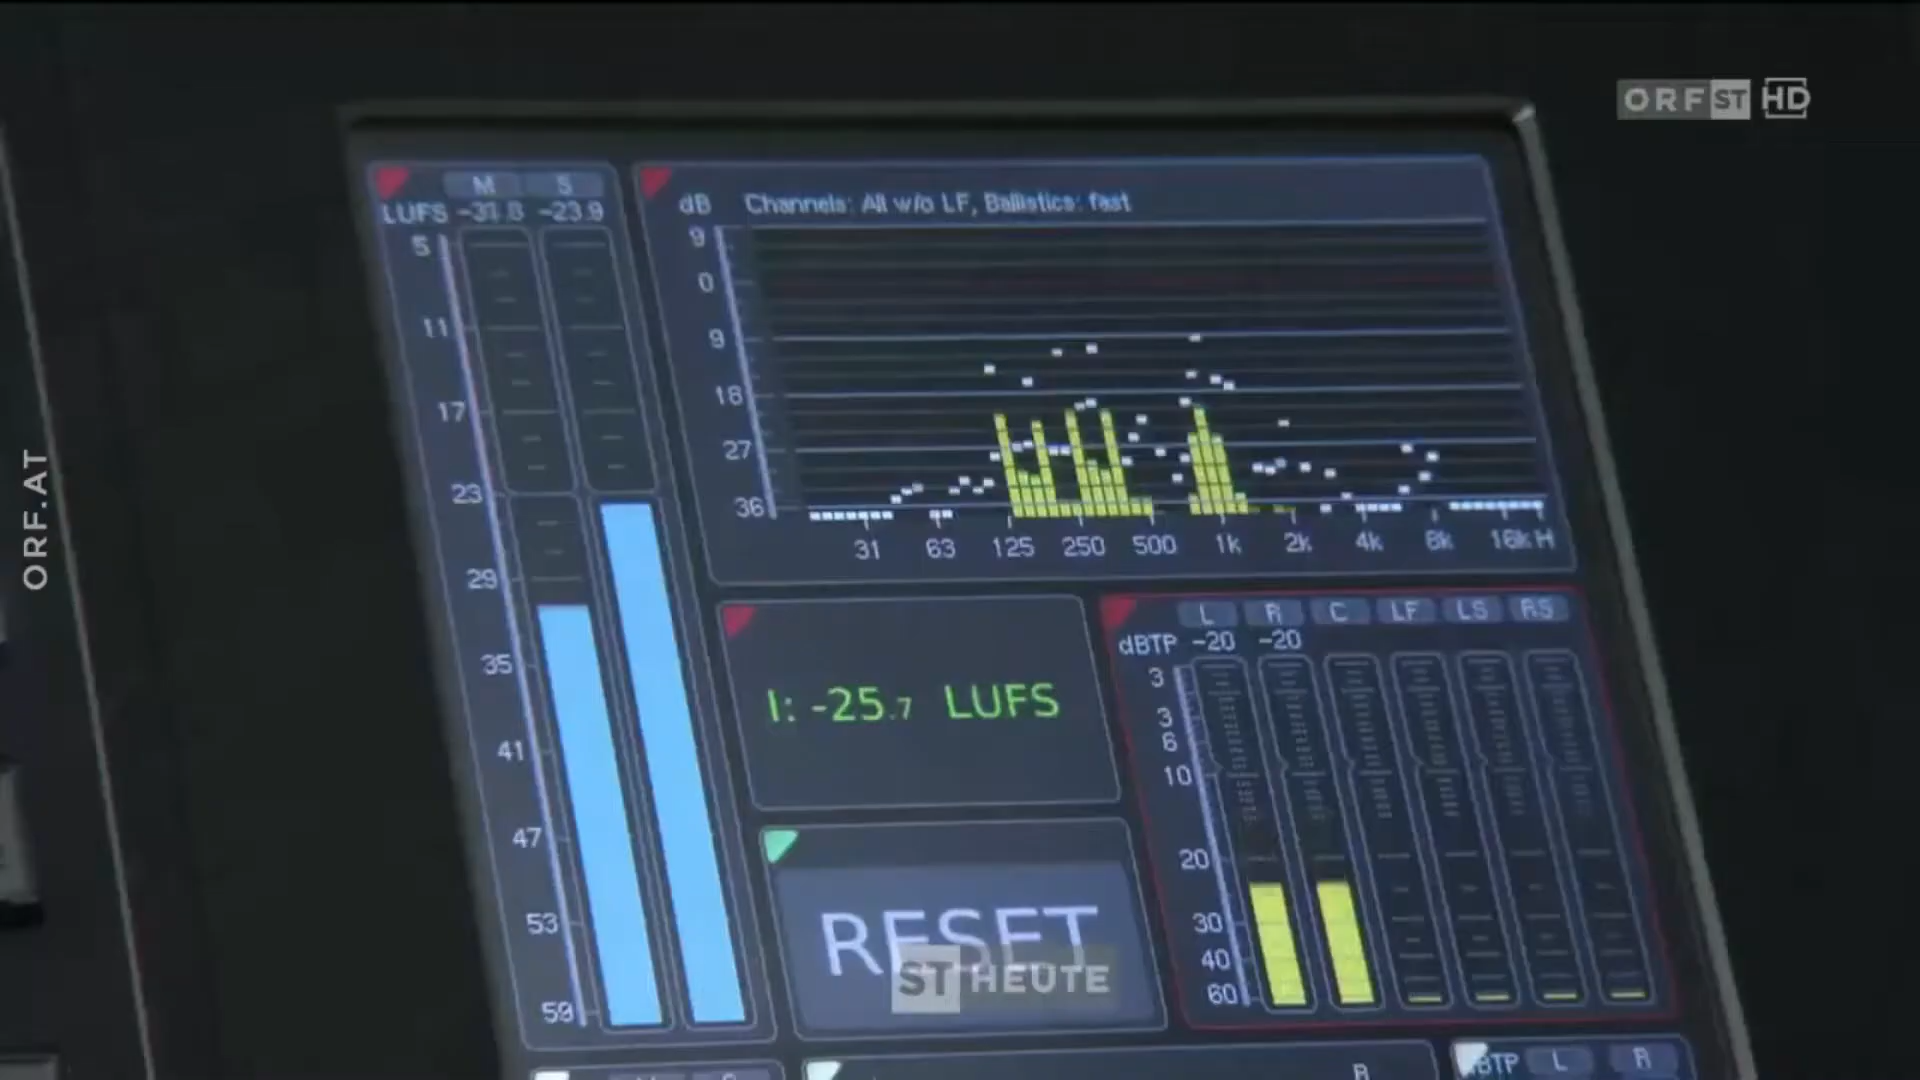 ORF ST HD
ORF.AT
M S
LUFS -31.8 -23.9
5
11
17
23
29
35
41
47
53
59
dB Channels: All w/o LF, Ballistics: fast
9
0
9
18
27
36
31 63 125 250 500 1k 2k 4k 8k 16k H
I: -25.7 LUFS
RESET
ST HEUTE
L R C LF LS RS
dBTP -20 -20
3
3
6
10
20
30
40
60
R
L R